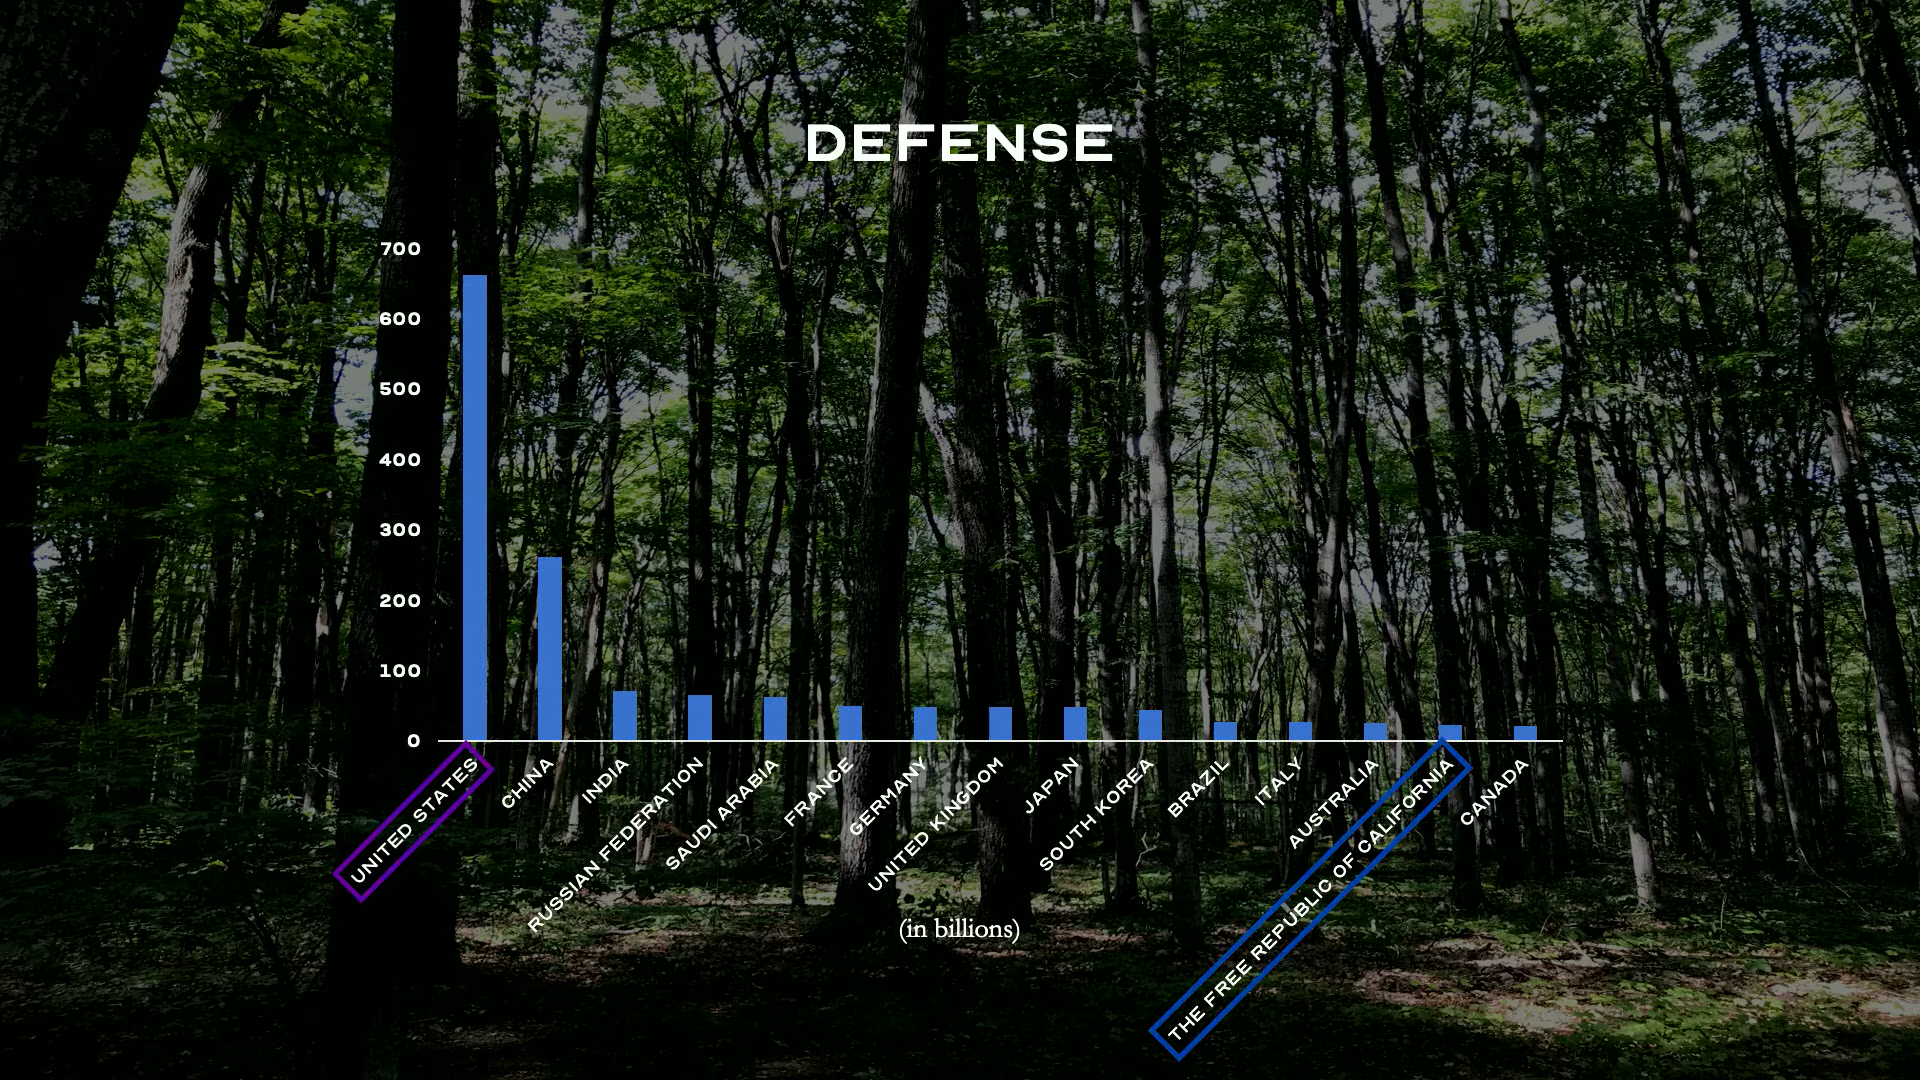 DEFENSE
700
600
500
400
300
200
100
0
UNITED STATES
CHINA
INDIA
RUSSIAN FEDERATION
SAUDI ARABIA
FRANCE
GERMANY
UNITED KINGDOM
JAPAN
SOUTH KOREA
BRAZIL
ITALY
AUSTRALIA
THE FREE REPUBLIC OF CALIFORNIA
CANADA
(in billions)